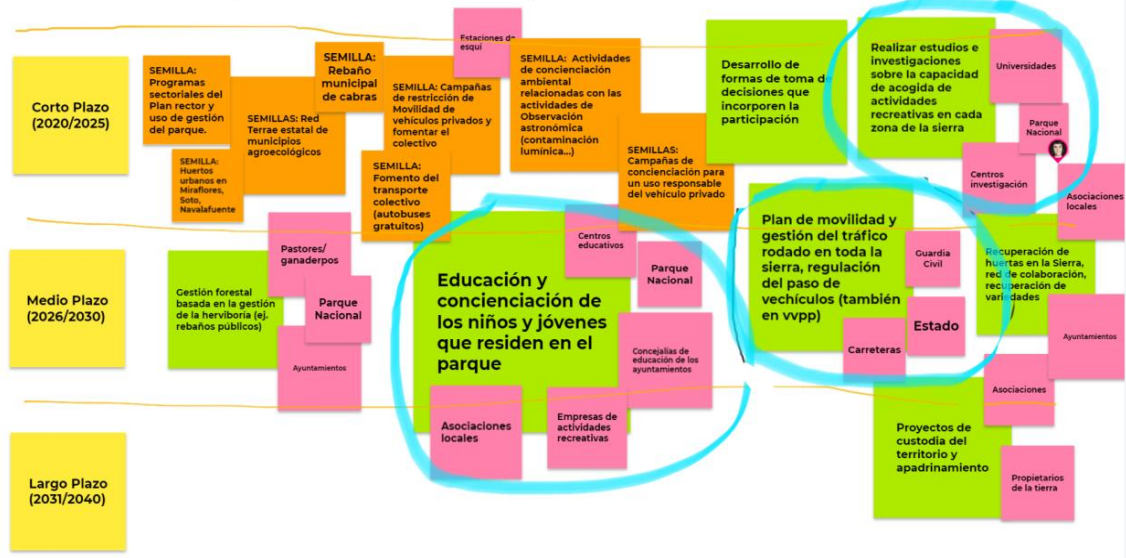 Corto Plazo
(2020/2025)
SEMILLA:
Programas
sectoriales del
Plan rector y
uso de gestión
del parque.
SEMILLA:
Huertos
urbanos en
Miraflores,
Soto,
Navalafuente
SEMILLAS: Red
Terrae estatal de
municipios
agroecológicos
SEMILLA:
Rebaño
municipal
de cabras
SEMILLA: Campañas
de restricción de
Movilidad de
vehículos privados y
fomentar el
colectivo
SEMILLA:
Fomento del
transporte
colectivo
(autobuses
gratuitos)
Estaciones de
esquí
SEMILLA: Actividades
de concienciación
ambiental
relacionadas con las
actividades de
Observación
astronómica
(contaminación
lumínica...)
SEMILLAS:
Campañas de
concienciación para
un uso responsable
del vehículo privado
Desarrollo de
formas de toma de
decisiones que
incorporen la
participación
Realizar estudios e
investigaciones
sobre la capacidad
de acogida de
actividades
recreativas en cada
zona de la sierra
Universidades
Parque
Nacional
Centros
investigación
Asociaciones
locales
Medio Plazo
(2026/2030)
Gestión forestal
basada en la gestión
de la herviboría (ej.
rebaños públicos)
Pastores/
ganaderpos
Parque
Nacional
Ayuntamientos
Educación y
concienciación de
los niños y jóvenes
que residen en el
parque
Centros
educativos
Parque
Nacional
Concejalías de
educación de los
ayuntamientos
Asociaciones
locales
Empresas de
actividades
recreativas
Plan de movilidad y
gestión del tráfico
rodado en toda la
sierra, regulación
del paso de
vechículos (también
en vvpp)
Guardia
Civil
Estado
Carreteras
Recuperación de
huertas en la Sierra,
red de colaboración,
recuperación de
variedades
Ayuntamientos
Asociaciones
Largo Plazo
(2031/2040)
Proyectos de
custodia del
territorio y
apadrinamiento
Propietarios
de la tierra